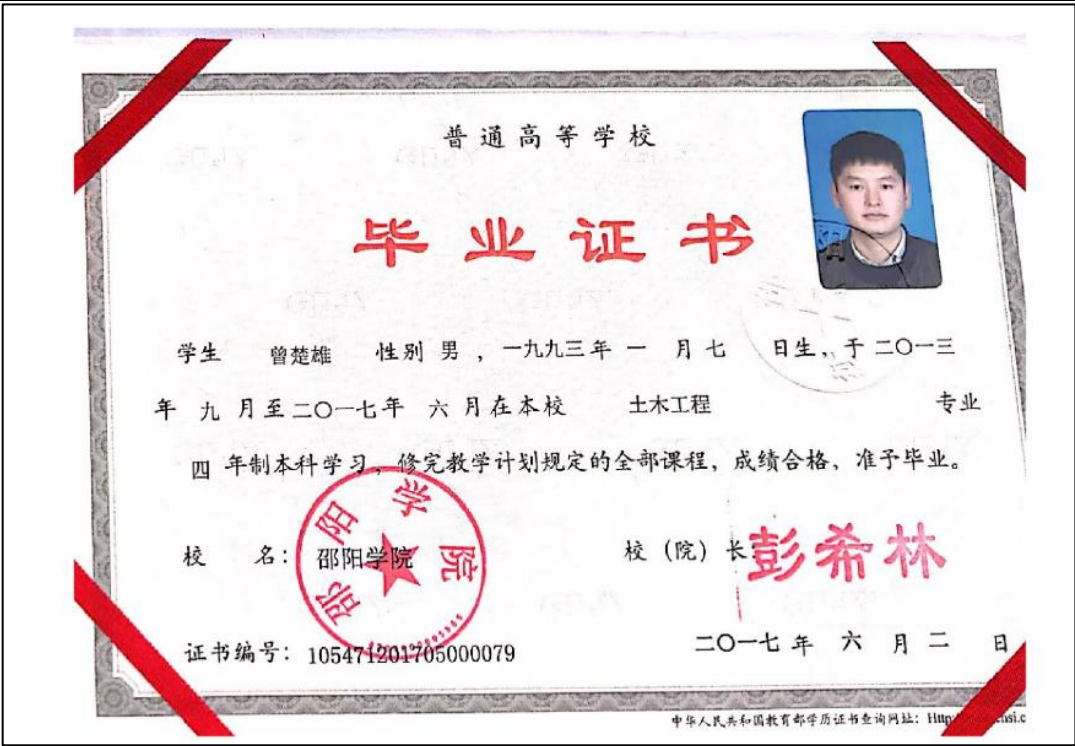 普通高等学校
毕业证书
学生 曾楚雄 性别 男 ，一九九三年 一 月 七 日生，于二〇一三
年 九 月至二〇一七年 六 月在本校 土木工程 专业
四 年制本科学习，修完教学计划规定的全部课程，成绩合格，准予毕业。
校 名：邵阳学院
邵阳学院
校（院）长：彭希林
证书编号：105471201705000079
二〇一七 年 六 月 二 日
中华人民共和国教育部学历证书查询网址：